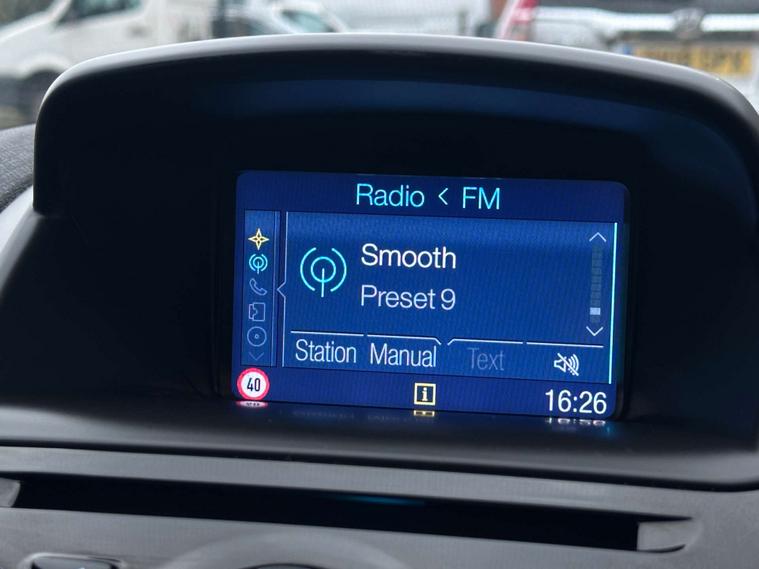 Radio < FM
Smooth
Preset 9
Station Manual Text
40
i
16:26